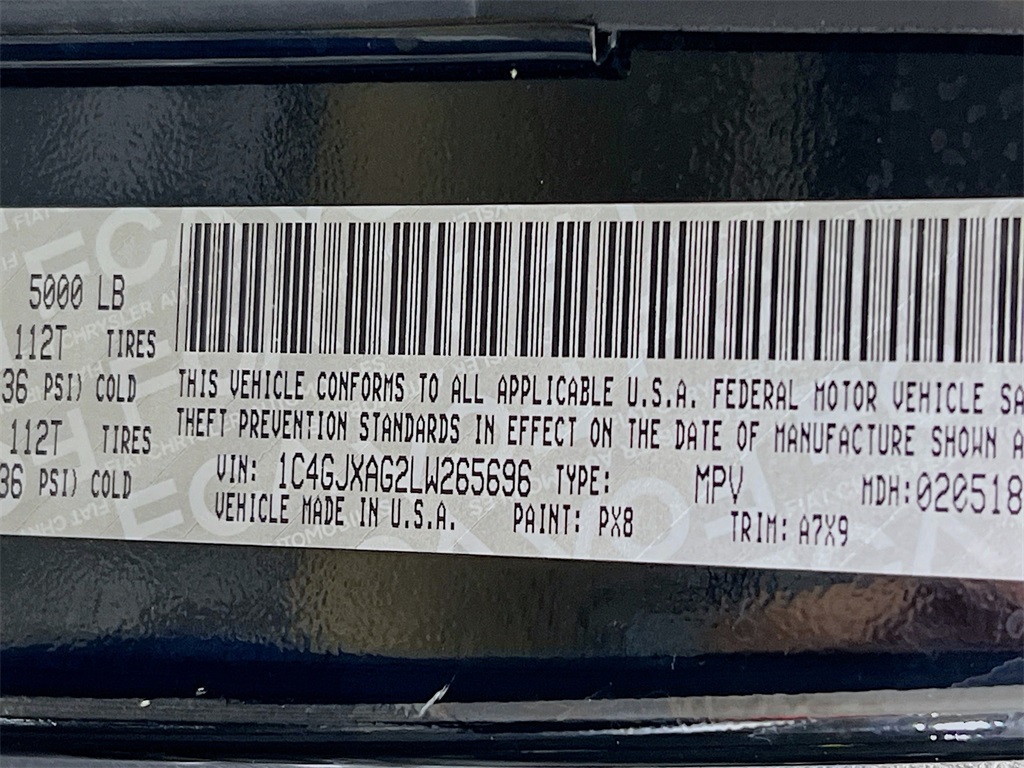 5000 LB
112T TIRES
36 PSI) COLD
112T TIRES
36 PSI) COLD
THIS VEHICLE CONFORMS TO ALL APPLICABLE U.S.A. FEDERAL MOTOR VEHICLE SA
THEFT PREVENTION STANDARDS IN EFFECT ON THE DATE OF MANUFACTURE SHOWN A
VIN: 1C4GJXAG2LW265696 TYPE: MPV MDH:020518
VEHICLE MADE IN U.S.A. PAINT: PX8 TRIM: A7X9